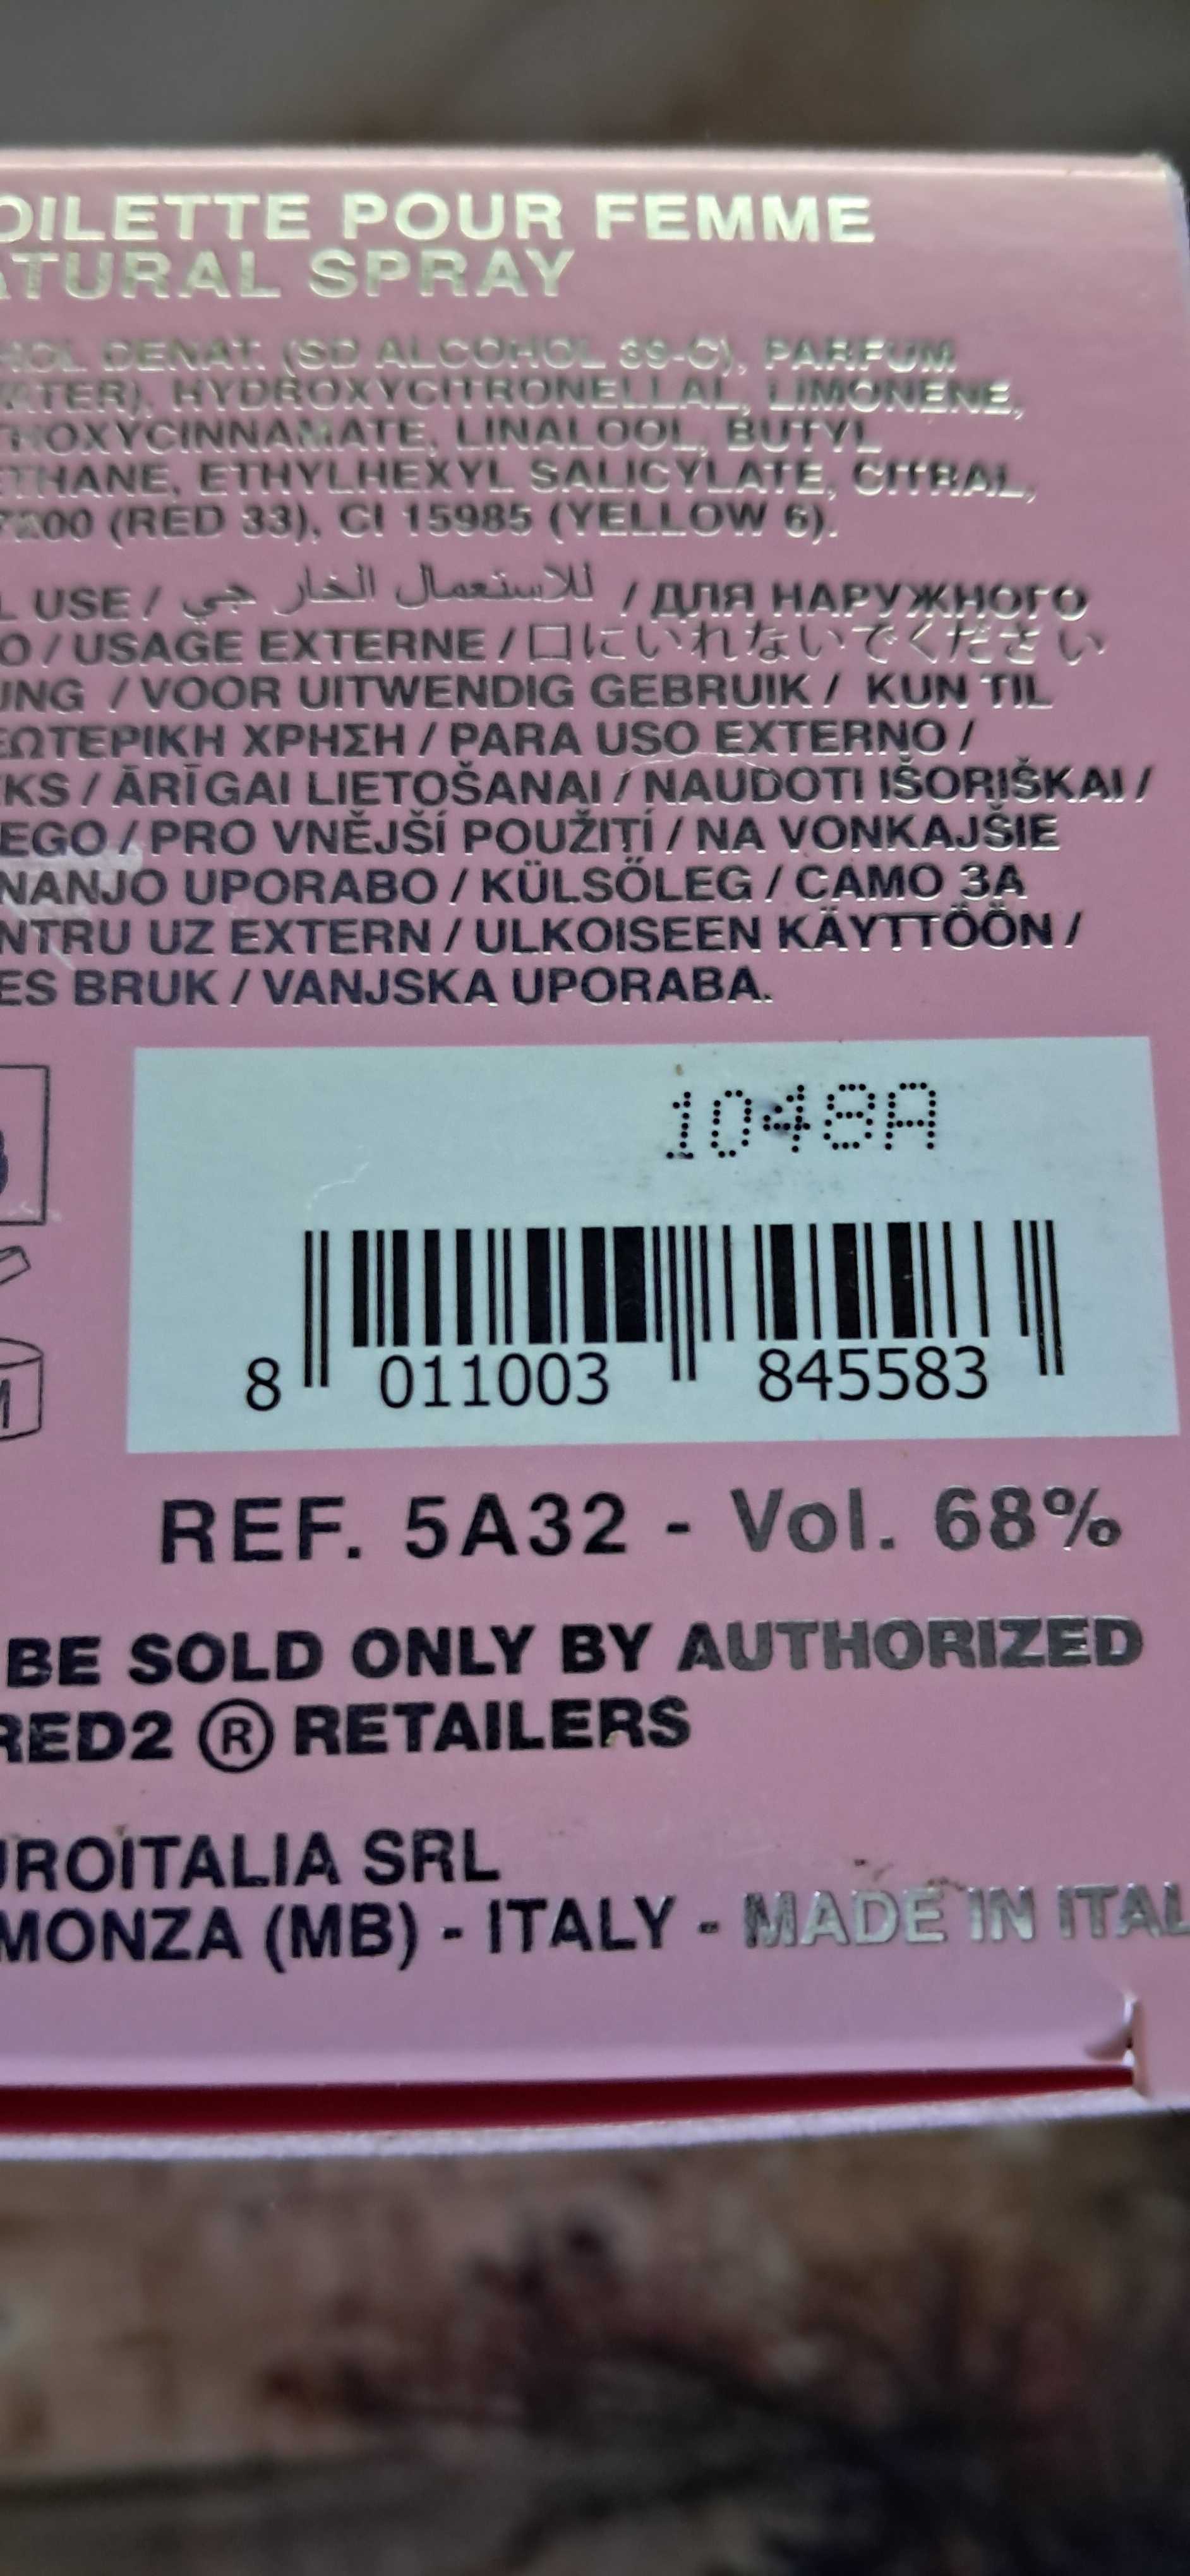 OILETTE POUR FEMME
ATURAL SPRAY
HOL DENAT. (SD ALCOHOL 39-C), PARFUM
ATER), HYDROXYCITRONELLAL, LIMONENE,
THOXYCINNAMATE, LINALOOL, BUTYL
ETHANE, ETHYLHEXYL SALICYLATE, CITRAL,
7200 (RED 33), CI 15985 (YELLOW 6).
L USE / للاستعمال الخار جي / ДЛЯ НАРУЖНОГО
O / USAGE EXTERNE / 口にいれないでください
UNG / VOOR UITWENDIG GEBRUIK / KUN TIL
ΕΩΤΕΡΙΚΗ ΧΡΗΣΗ / PARA USO EXTERNO /
KS / ĀRĪGAI LIETOŠANAI / NAUDOTI IŠORIŠKAI /
EGO / PRO VNĚJŠÍ POUŽITÍ / NA VONKAJŠIE
NANJO UPORABO / KÜLSŐLEG / САМО ЗА
NTRU UZ EXTERN / ULKOISEEN KÄYTTÖÖN /
ES BRUK / VANJSKA UPORABA.
1048A
8 011003 845583
M
REF. 5A32 - Vol. 68%
BE SOLD ONLY BY AUTHORIZED
RED2 ® RETAILERS
UROITALIA SRL
MONZA (MB) - ITALY - MADE IN ITAL